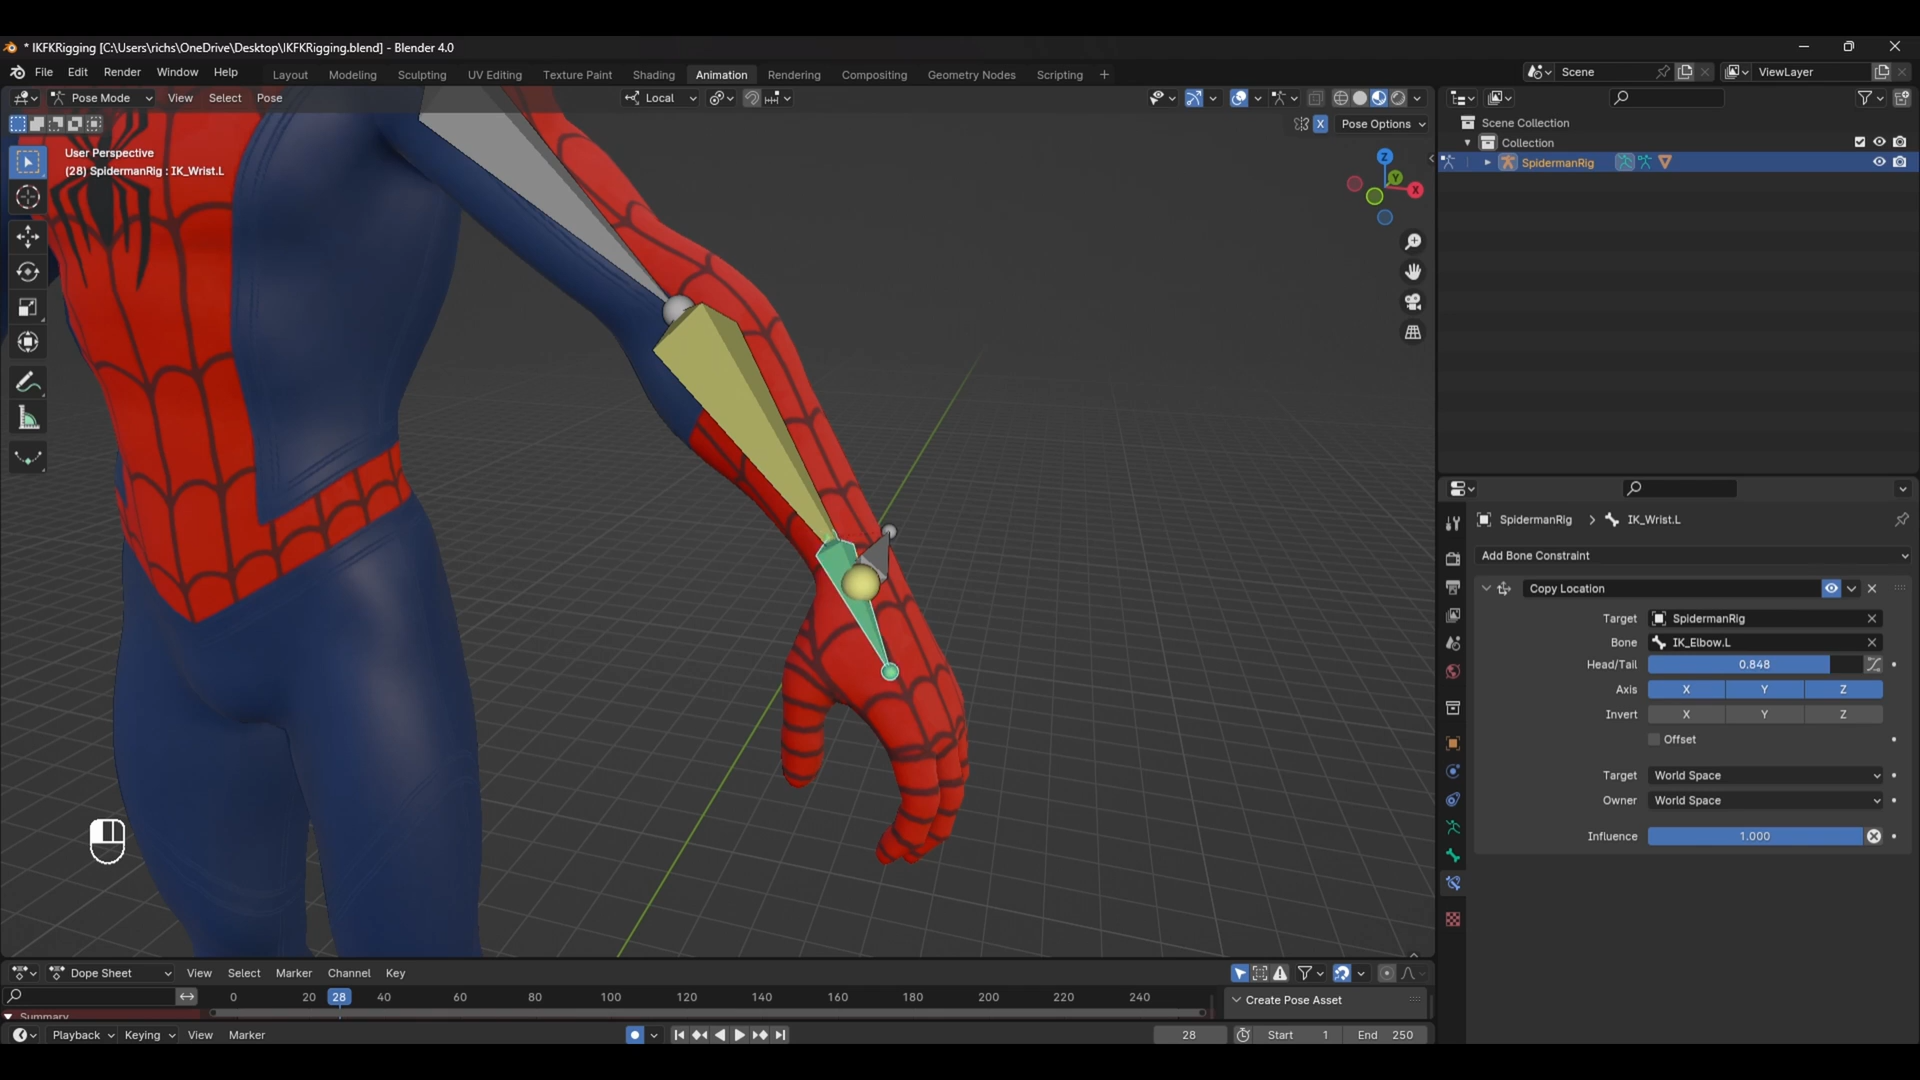 * IKFKRigging [C:\Users\richs\OneDrive\Desktop\IKFKRigging.blend] - Blender 4.0
File Edit Render Window Help Layout Modeling Sculpting UV Editing Texture Paint Shading Animation Rendering Compositing Geometry Nodes Scripting + Scene ViewLayer
Pose Mode View Select Pose Local
X Pose Options
User Perspective
(28) SpidermanRig : IK_Wrist.L
Z
Y
X
Scene Collection
Collection
SpidermanRig
SpidermanRig > IK_Wrist.L
Add Bone Constraint
Copy Location
Target SpidermanRig
Bone IK_Elbow.L
Head/Tail 0.848
Axis X Y Z
Invert X Y Z
Offset
Target World Space
Owner World Space
Influence 1.000
Dope Sheet View Select Marker Channel Key
0 20 28 40 60 80 100 120 140 160 180 200 220 240
Create Pose Asset
Summary
Playback Keying View Marker 28 Start 1 End 250